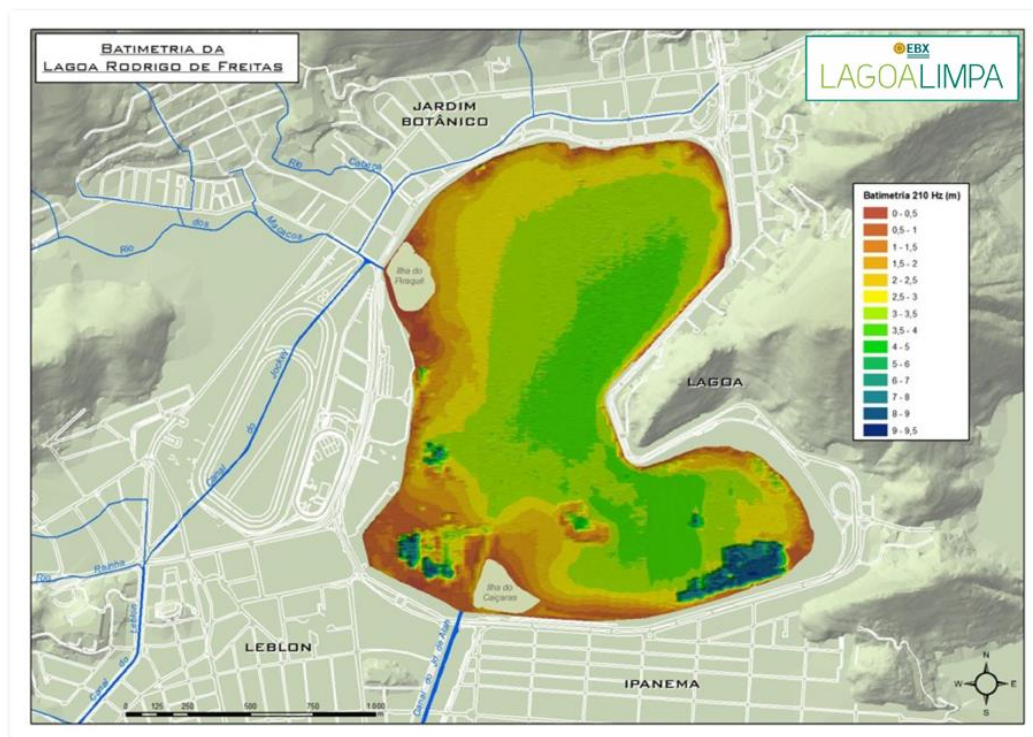 BATIMETRIA DA
LAGOA RODRIGO DE FREITAS
EBX
LAGOALIMPA
JARDIM
BOTÂNICO
Rio
Cabeça
Rio
dos
Macacos
Ilha do
Piraquê
Batimetria 210 Hz (m)
0 - 0,5
0,5 - 1
1 - 1,5
1,5 - 2
2 - 2,5
2,5 - 3
3 - 3,5
3,5 - 4
4 - 5
5 - 6
6 - 7
7 - 8
8 - 9
9 - 9,5
Canal do Jockey
LAGOA
Rio Rainha
Canal do Leblon
Ilha do
Caiçaras
LEBLON
Canal do Jd. de Alah
IPANEMA
0 125 250 500 750 1.000
m
N
W E
S